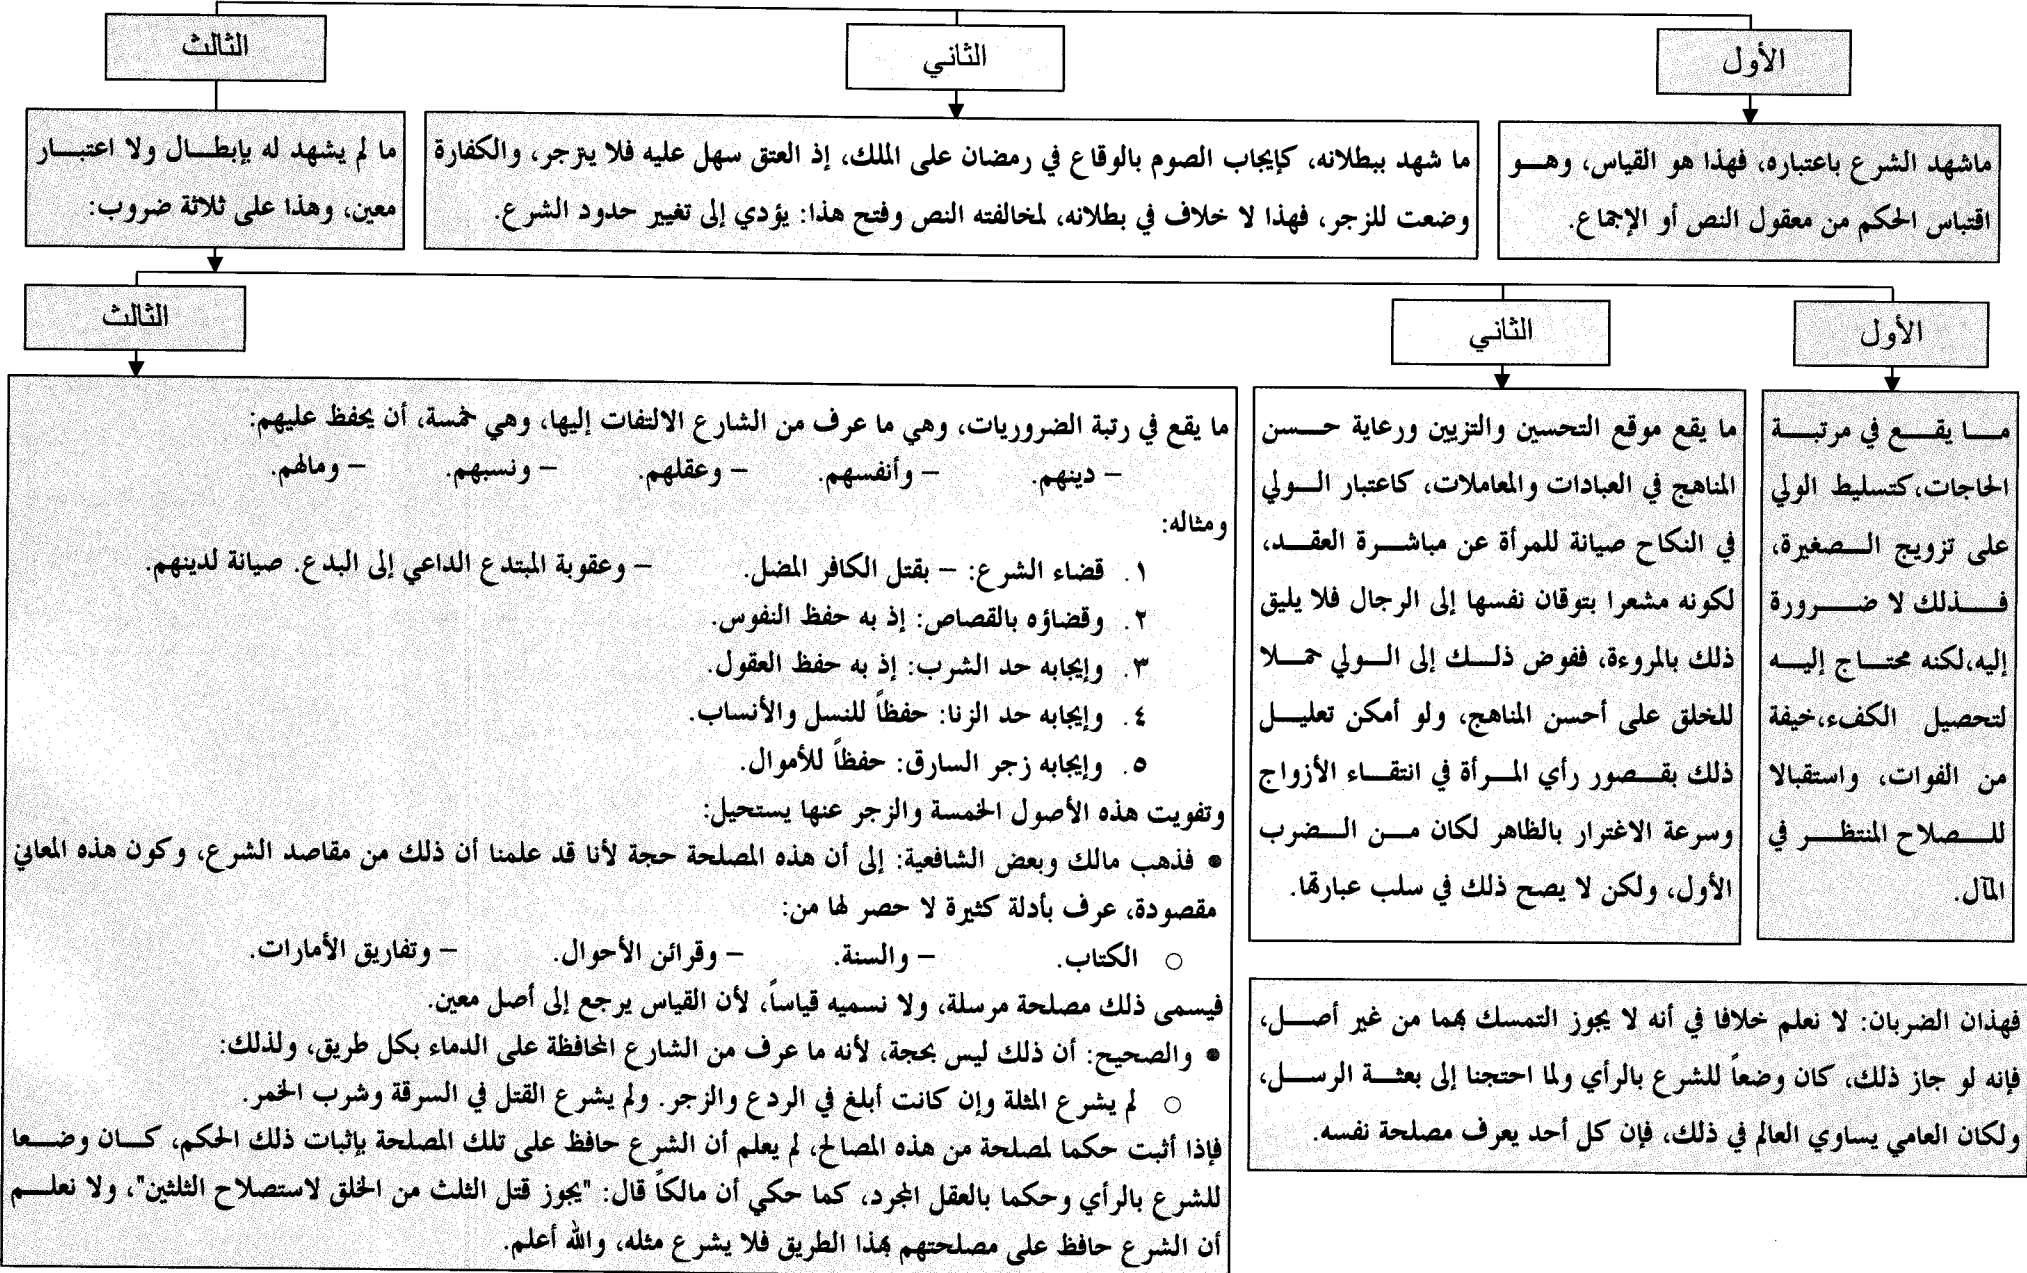 الأول
الثاني
الثالث
ماشهد الشرع باعتباره، فهذا هو القياس، وهو
اقتباس الحكم من معقول النص أو الإجماع.
ما شهد ببطلانه، كإيجاب الصوم بالوقاع في رمضان على الملك، إذ العتق سهل عليه فلا ينزجر، والكفارة
وضعت للزجر، فهذا لا خلاف في بطلانه، لمخالفته النص وفتح هذا: يؤدي إلى تغيير حدود الشرع.
ما لم يشهد له بإبطال ولا اعتبار
معين، وهذا على ثلاثة ضروب:
الأول
الثاني
الثالث
ما يقع في مرتبة
الحاجات،كتسليط الولي
على تزويج الصغيرة،
فذلك لا ضرورة
إليه،لكنه محتاج إليه
لتحصيل الكفء،خيفة
من الفوات، واستقبالا
للصلاح المنتظر في
المآل.
ما يقع موقع التحسين والتزيين ورعاية حسن
المناهج في العبادات والمعاملات، كاعتبار الولي
في النكاح صيانة للمرأة عن مباشرة العقد،
لكونه مشعرا بتوقان نفسها إلى الرجال فلا يليق
ذلك بالمروءة، ففوض ذلك إلى الولي حملا
للخلق على أحسن المناهج، ولو أمكن تعليل
ذلك بقصور رأي المرأة في انتقاء الأزواج
وسرعة الاغترار بالظاهر لكان من الضرب
الأول، ولكن لا يصح ذلك في سلب عبارتها.
فهذان الضربان: لا نعلم خلافا في أنه لا يجوز التمسك بهما من غير أصل،
فإنه لو جاز ذلك، كان وضعاً للشرع بالرأي ولما احتجنا إلى بعثة الرسل،
ولكان العامي يساوي العالم في ذلك، فإن كل أحد يعرف مصلحة نفسه.
ما يقع في رتبة الضروريات، وهي ما عرف من الشارع الالتفات إليها، وهي خمسة، أن يحفظ عليهم:
– دينهم. – وأنفسهم. – وعقلهم. – ونسبهم. – ومالهم.
ومثاله:
١. قضاء الشرع: – بقتل الكافر المضل. – وعقوبة المبتدع الداعي إلى البدع. صيانة لدينهم.
٢. وقضاؤه بالقصاص: إذ به حفظ النفوس.
٣. وإيجابه حد الشرب: إذ به حفظ العقول.
٤. وإيجابه حد الزنا: حفظاً للنسل والأنساب.
٥. وإيجابه زجر السارق: حفظاً للأموال.
وتفويت هذه الأصول الخمسة والزجر عنها يستحيل:
• فذهب مالك وبعض الشافعية: إلى أن هذه المصلحة حجة لأنا قد علمنا أن ذلك من مقاصد الشرع، وكون هذه المعاني
مقصودة، عرف بأدلة كثيرة لا حصر لها من:
○ الكتاب. – والسنة. – وقرائن الأحوال. – وتفاريق الأمارات.
فيسمى ذلك مصلحة مرسلة، ولا نسميه قياساً، لأن القياس يرجع إلى أصل معين.
• والصحيح: أن ذلك ليس بحجة، لأنه ما عرف من الشارع المحافظة على الدماء بكل طريق، ولذلك:
○ لم يشرع المثلة وإن كانت أبلغ في الردع والزجر. ولم يشرع القتل في السرقة وشرب الخمر.
فإذا أثبت حكما لمصلحة من هذه المصالح، لم يعلم أن الشرع حافظ على تلك المصلحة بإثبات ذلك الحكم، كان وضعا
للشرع بالرأي وحكما بالعقل المجرد، كما حكي أن مالكاً قال: "يجوز قتل الثلث من الخلق لاستصلاح الثلثين"، ولا نعلم
أن الشرع حافظ على مصلحتهم بهذا الطريق فلا يشرع مثله، والله أعلم.